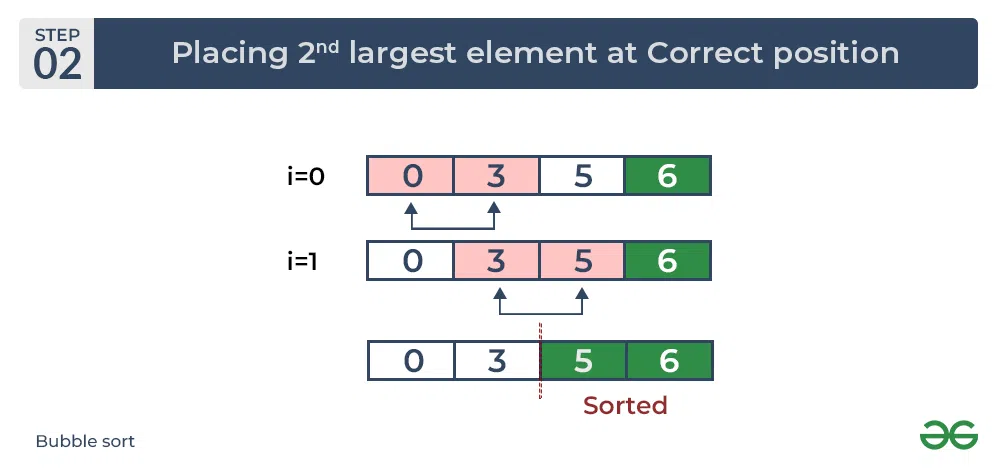 STEP
02
Placing 2nd largest element at Correct position
i=0 0 3 5 6
i=1 0 3 5 6
0 3 5 6
Sorted
Bubble sort